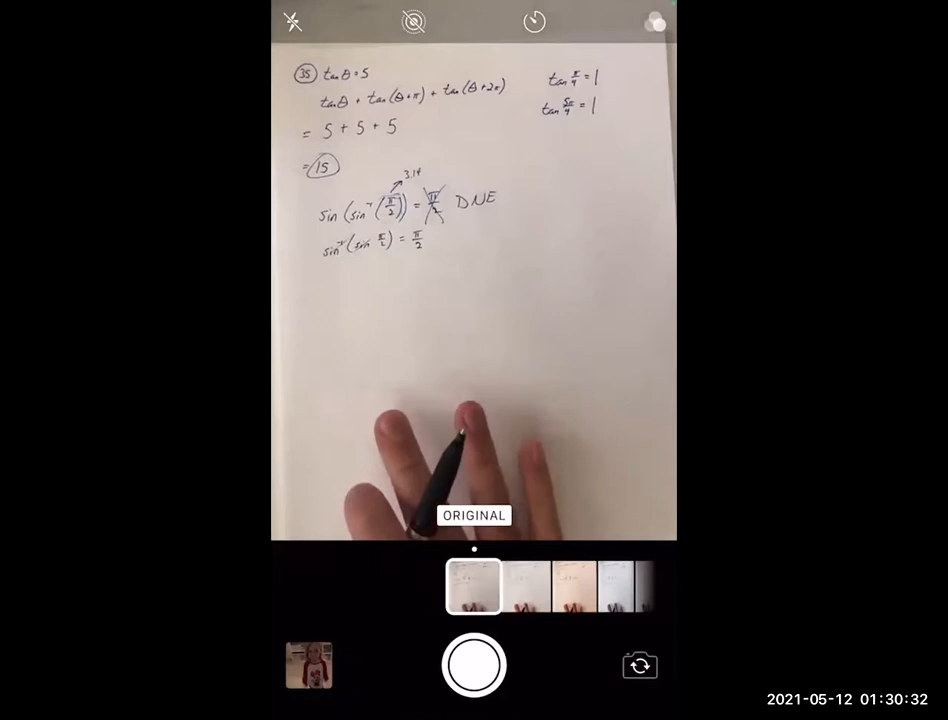 35 tan θ = 5
tan θ + tan(θ+π) + tan(θ+2π)
= 5 + 5 + 5
= 15
tan π/4 = 1
tan 5π/4 = 1
3.14
sin(sin⁻¹(π/2)) = π/2 DNE
sin⁻¹(sin π/2) = π/2
ORIGINAL
2021-05-12 01:30:32